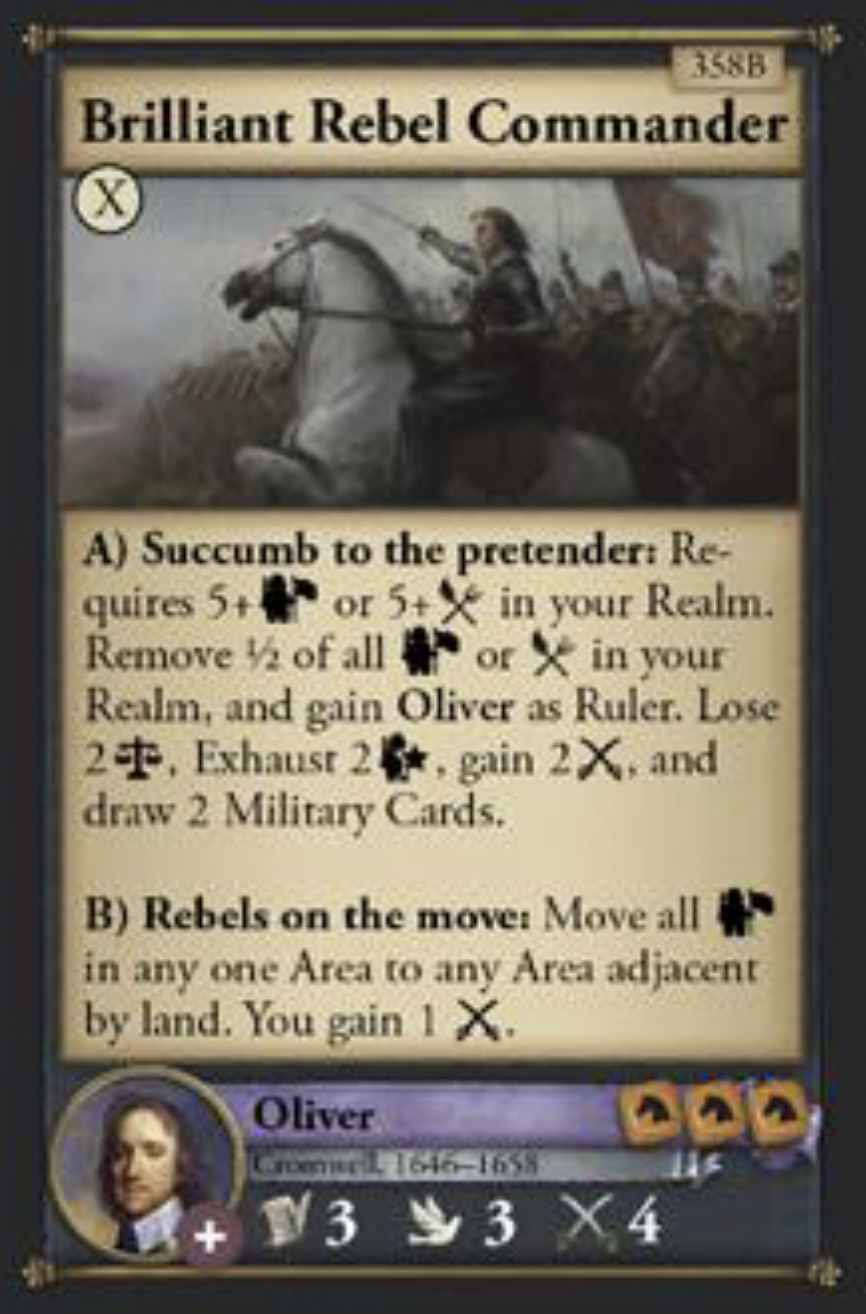 358B
Brilliant Rebel Commander
X
A) Succumb to the pretender: Re-
quires 5+ or 5+ in your Realm.
Remove ½ of all or in your
Realm, and gain Oliver as Ruler. Lose
2, Exhaust 2, gain 2, and
draw 2 Military Cards.
B) Rebels on the move: Move all
in any one Area to any Area adjacent
by land. You gain 1.
Oliver
Cromwell, 1646–1658
+ 3 3 4